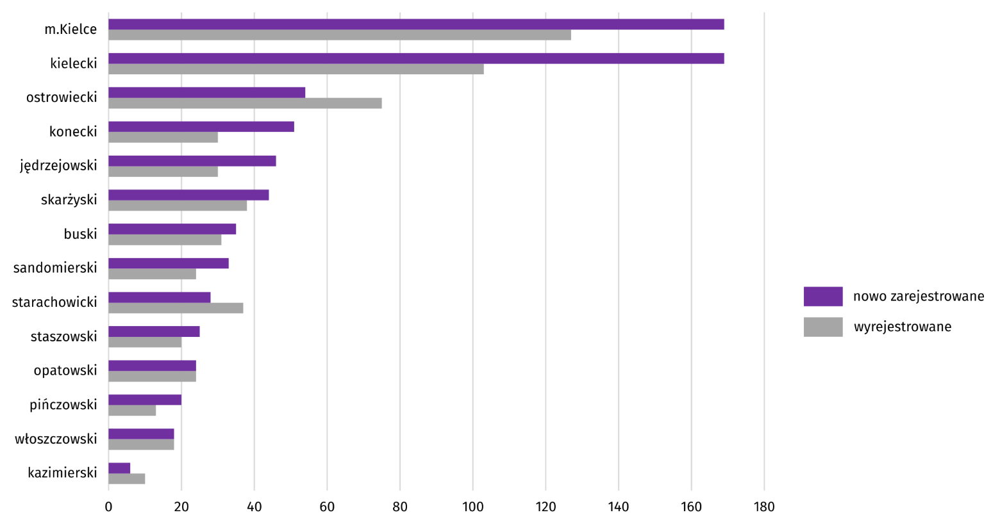 m.Kielce
kielecki
ostrowiecki
konecki
jędrzejowski
skarżyski
buski
sandomierski
starachowicki
staszowski
opatowski
pińczowski
włoszczowski
kazimierski
0 20 40 60 80 100 120 140 160 180
nowo zarejestrowane
wyrejestrowane